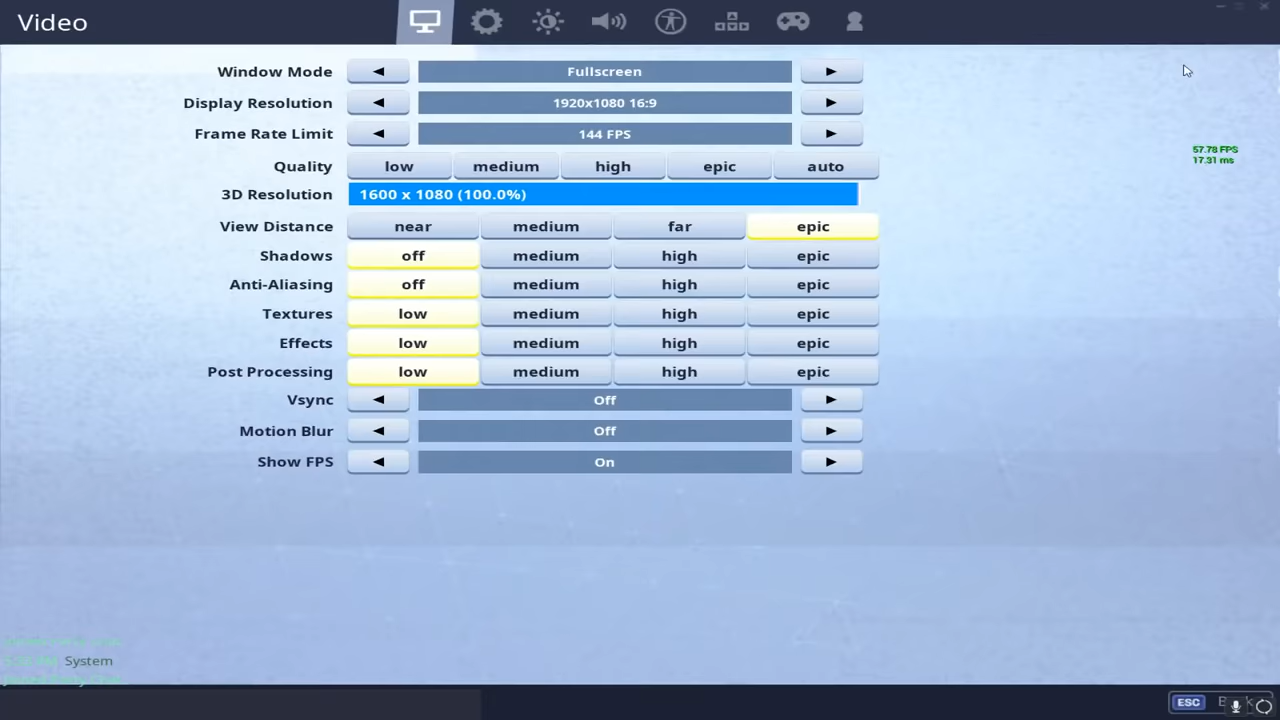 Video
Window Mode ◄ Fullscreen ►
Display Resolution ◄ 1920x1080 16:9 ►
Frame Rate Limit ◄ 144 FPS ►
57.78 FPS
17.31 ms
Quality low medium high epic auto
3D Resolution 1600 x 1080 (100.0%)
View Distance near medium far epic
Shadows off medium high epic
Anti-Aliasing off medium high epic
Textures low medium high epic
Effects low medium high epic
Post Processing low medium high epic
Vsync ◄ Off ►
Motion Blur ◄ Off ►
Show FPS ◄ On ►
System
ESC